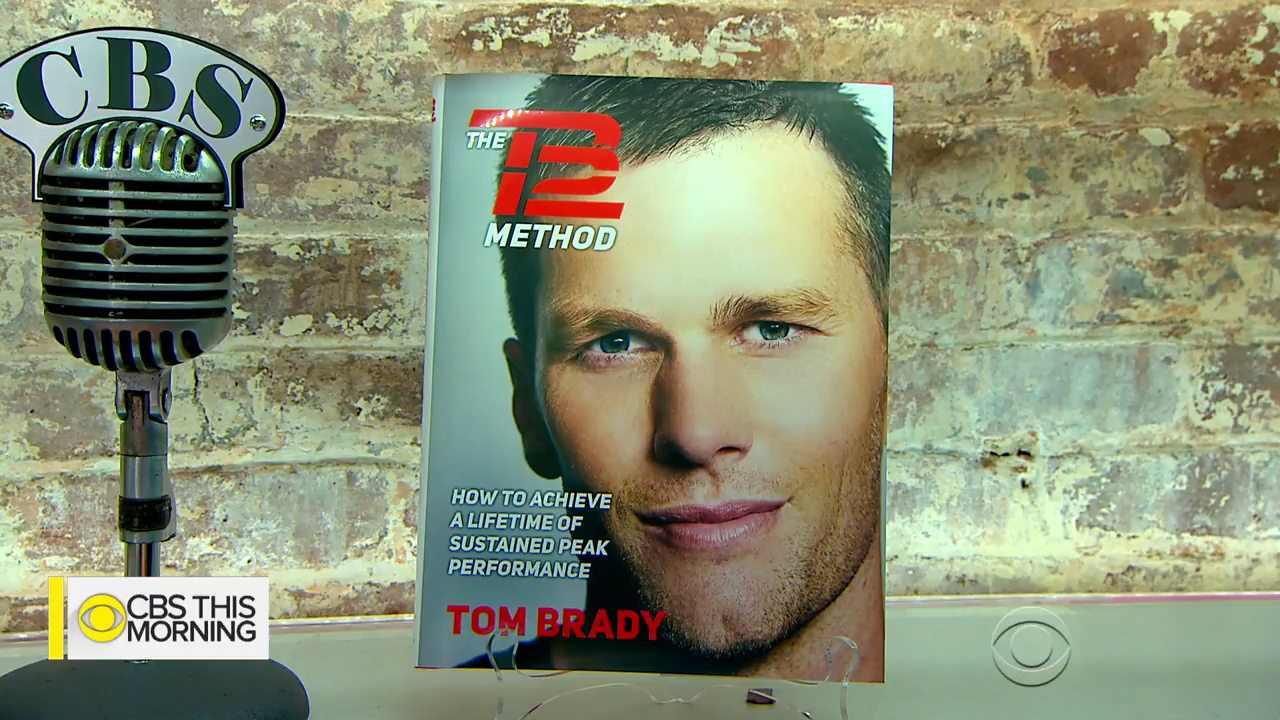 CBS
THE
TB12
METHOD
HOW TO ACHIEVE
A LIFETIME OF
SUSTAINED PEAK
PERFORMANCE
TOM BRADY
CBS THIS
MORNING